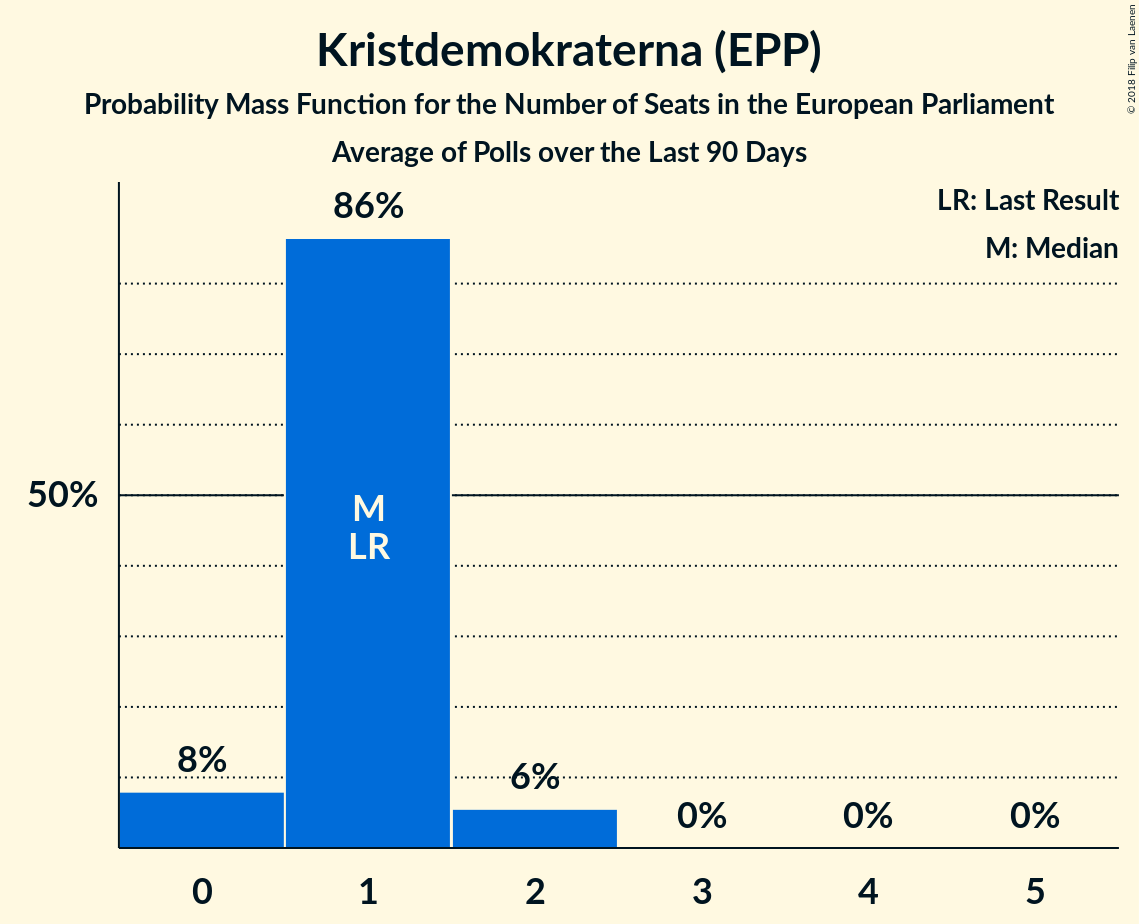 Kristdemokraterna (EPP)
Probability Mass Function for the Number of Seats in the European Parliament
Average of Polls over the Last 90 Days
© 2018 Filip van Laenen
LR: Last Result
M: Median
86%
50%
M
LR
8%
6%
0%
0%
0%
0
1
2
3
4
5